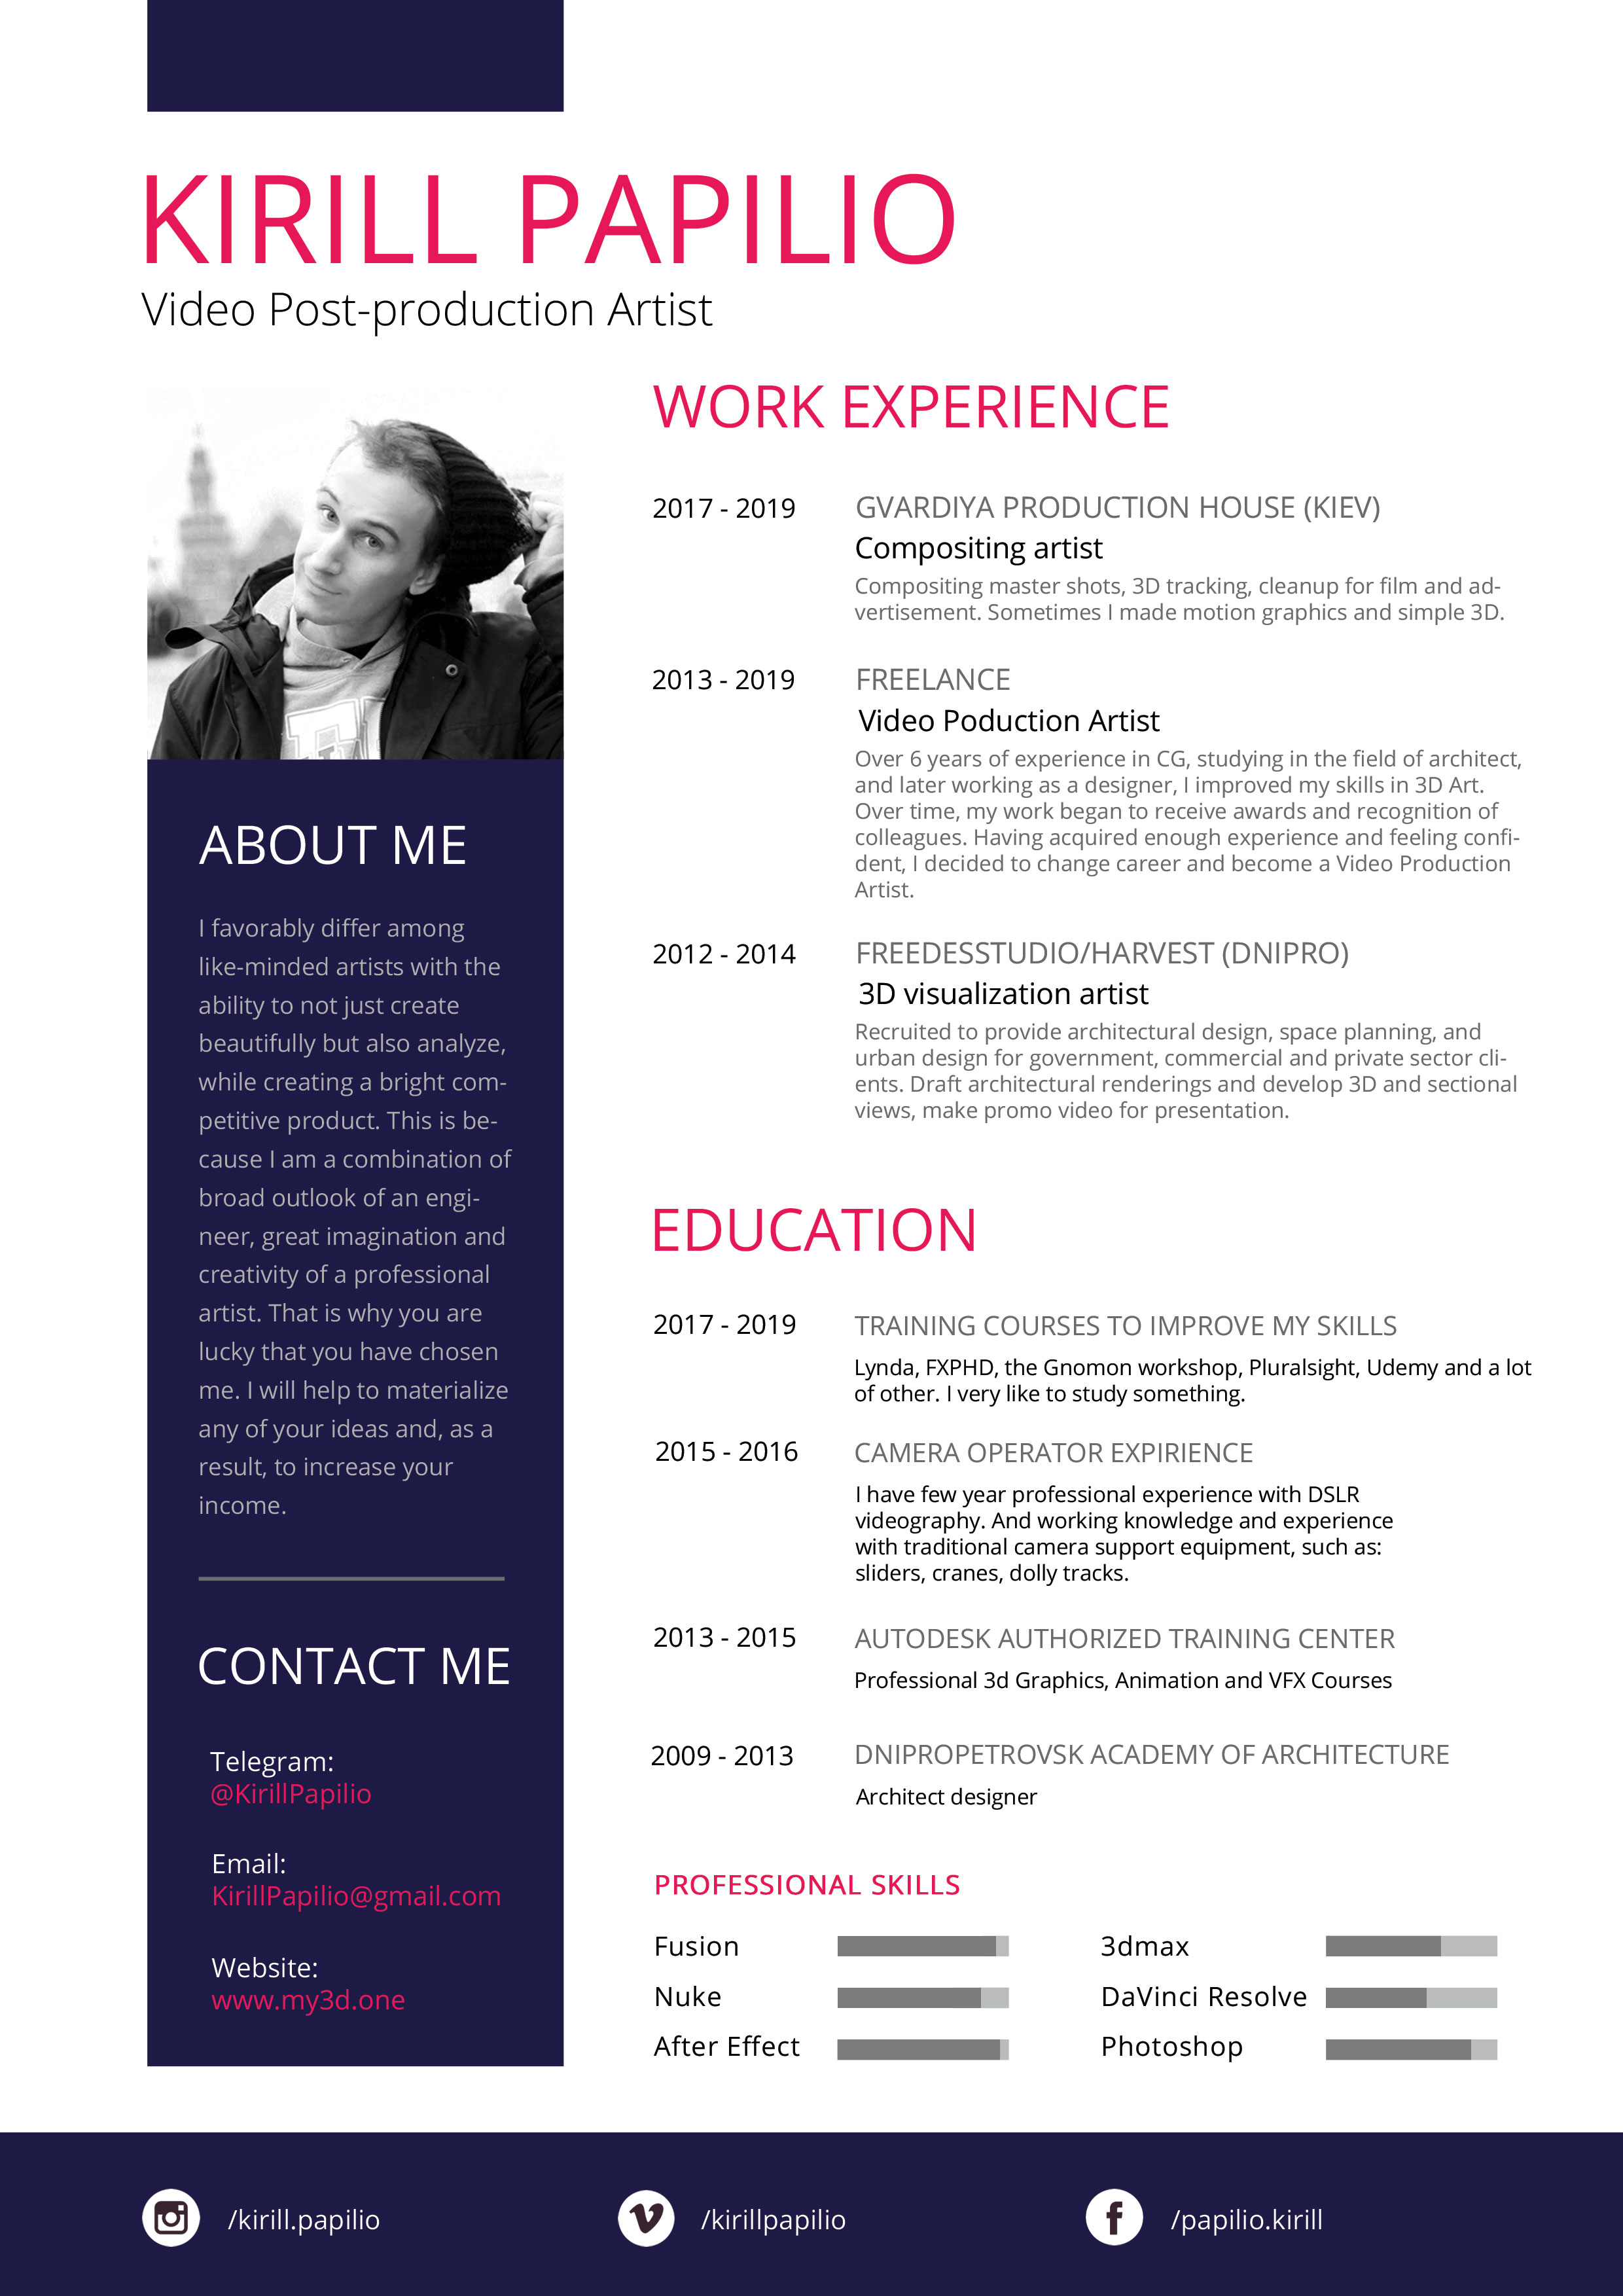 KIRILL PAPILIO
Video Post-production Artist
ABOUT ME
I favorably differ among
like-minded artists with the
ability to not just create
beautifully but also analyze,
while creating a bright com-
petitive product. This is be-
cause I am a combination of
broad outlook of an engi-
neer, great imagination and
creativity of a professional
artist. That is why you are
lucky that you have chosen
me. I will help to materialize
any of your ideas and, as a
result, to increase your
income.
CONTACT ME
Telegram:
@KirillPapilio
Email:
KirillPapilio@gmail.com
Website:
www.my3d.one
WORK EXPERIENCE
2017 - 2019 GVARDIYA PRODUCTION HOUSE (KIEV)
Compositing artist
Compositing master shots, 3D tracking, cleanup for film and ad-
vertisement. Sometimes I made motion graphics and simple 3D.
2013 - 2019 FREELANCE
Video Poduction Artist
Over 6 years of experience in CG, studying in the field of architect,
and later working as a designer, I improved my skills in 3D Art.
Over time, my work began to receive awards and recognition of
colleagues. Having acquired enough experience and feeling confi-
dent, I decided to change career and become a Video Production
Artist.
2012 - 2014 FREEDESSTUDIO/HARVEST (DNIPRO)
3D visualization artist
Recruited to provide architectural design, space planning, and
urban design for government, commercial and private sector cli-
ents. Draft architectural renderings and develop 3D and sectional
views, make promo video for presentation.
EDUCATION
2017 - 2019 TRAINING COURSES TO IMPROVE MY SKILLS
Lynda, FXPHD, the Gnomon workshop, Pluralsight, Udemy and a lot
of other. I very like to study something.
2015 - 2016 CAMERA OPERATOR EXPIRIENCE
I have few year professional experience with DSLR
videography. And working knowledge and experience
with traditional camera support equipment, such as:
sliders, cranes, dolly tracks.
2013 - 2015 AUTODESK AUTHORIZED TRAINING CENTER
Professional 3d Graphics, Animation and VFX Courses
2009 - 2013 DNIPROPETROVSK ACADEMY OF ARCHITECTURE
Architect designer
PROFESSIONAL SKILLS
Fusion 3dmax
Nuke DaVinci Resolve
After Effect Photoshop
/kirill.papilio /kirillpapilio /papilio.kirill